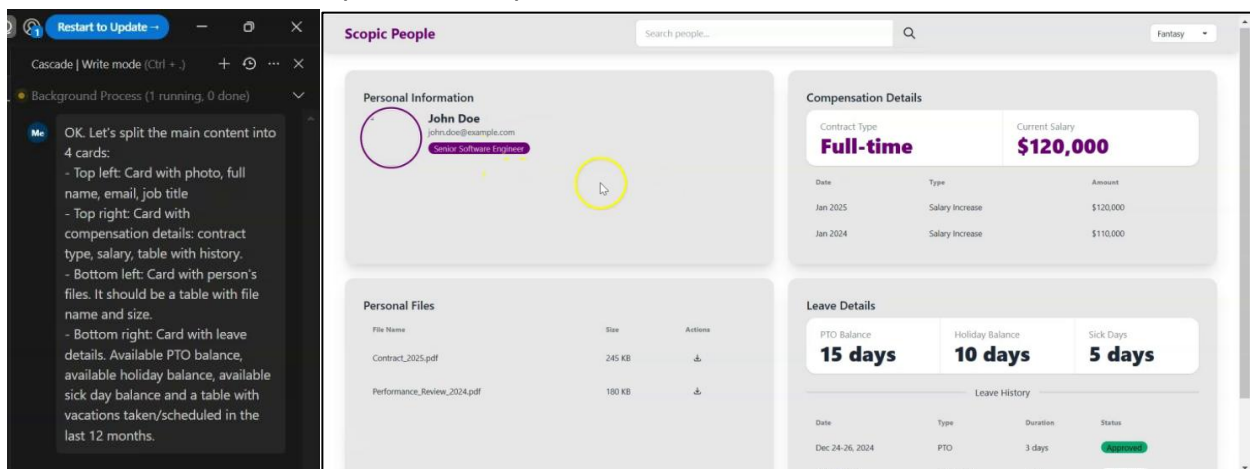 Restart to Update →
Cascade | Write mode (Ctrl + .)
Background Process (1 running, 0 done)
Me
OK. Let's split the main content into
4 cards:
- Top left: Card with photo, full
name, email, job title
- Top right: Card with
compensation details: contract
type, salary, table with history.
- Bottom left: Card with person's
files. It should be a table with file
name and size.
- Bottom right: Card with leave
details. Available PTO balance,
available holiday balance, available
sick day balance and a table with
vacations taken/scheduled in the
last 12 months.
Scopic People
Search people...
Fantasy
Personal Information
John Doe
john.doe@example.com
Senior Software Engineer
Compensation Details
Contract Type Current Salary
Full-time $120,000
Date Type Amount
Jan 2025 Salary Increase $120,000
Jan 2024 Salary Increase $110,000
Personal Files
File Name Size Actions
Contract_2025.pdf 245 KB
Performance_Review_2024.pdf 180 KB
Leave Details
PTO Balance Holiday Balance Sick Days
15 days 10 days 5 days
Leave History
Date Type Duration Status
Dec 24-26, 2024 PTO 3 days Approved